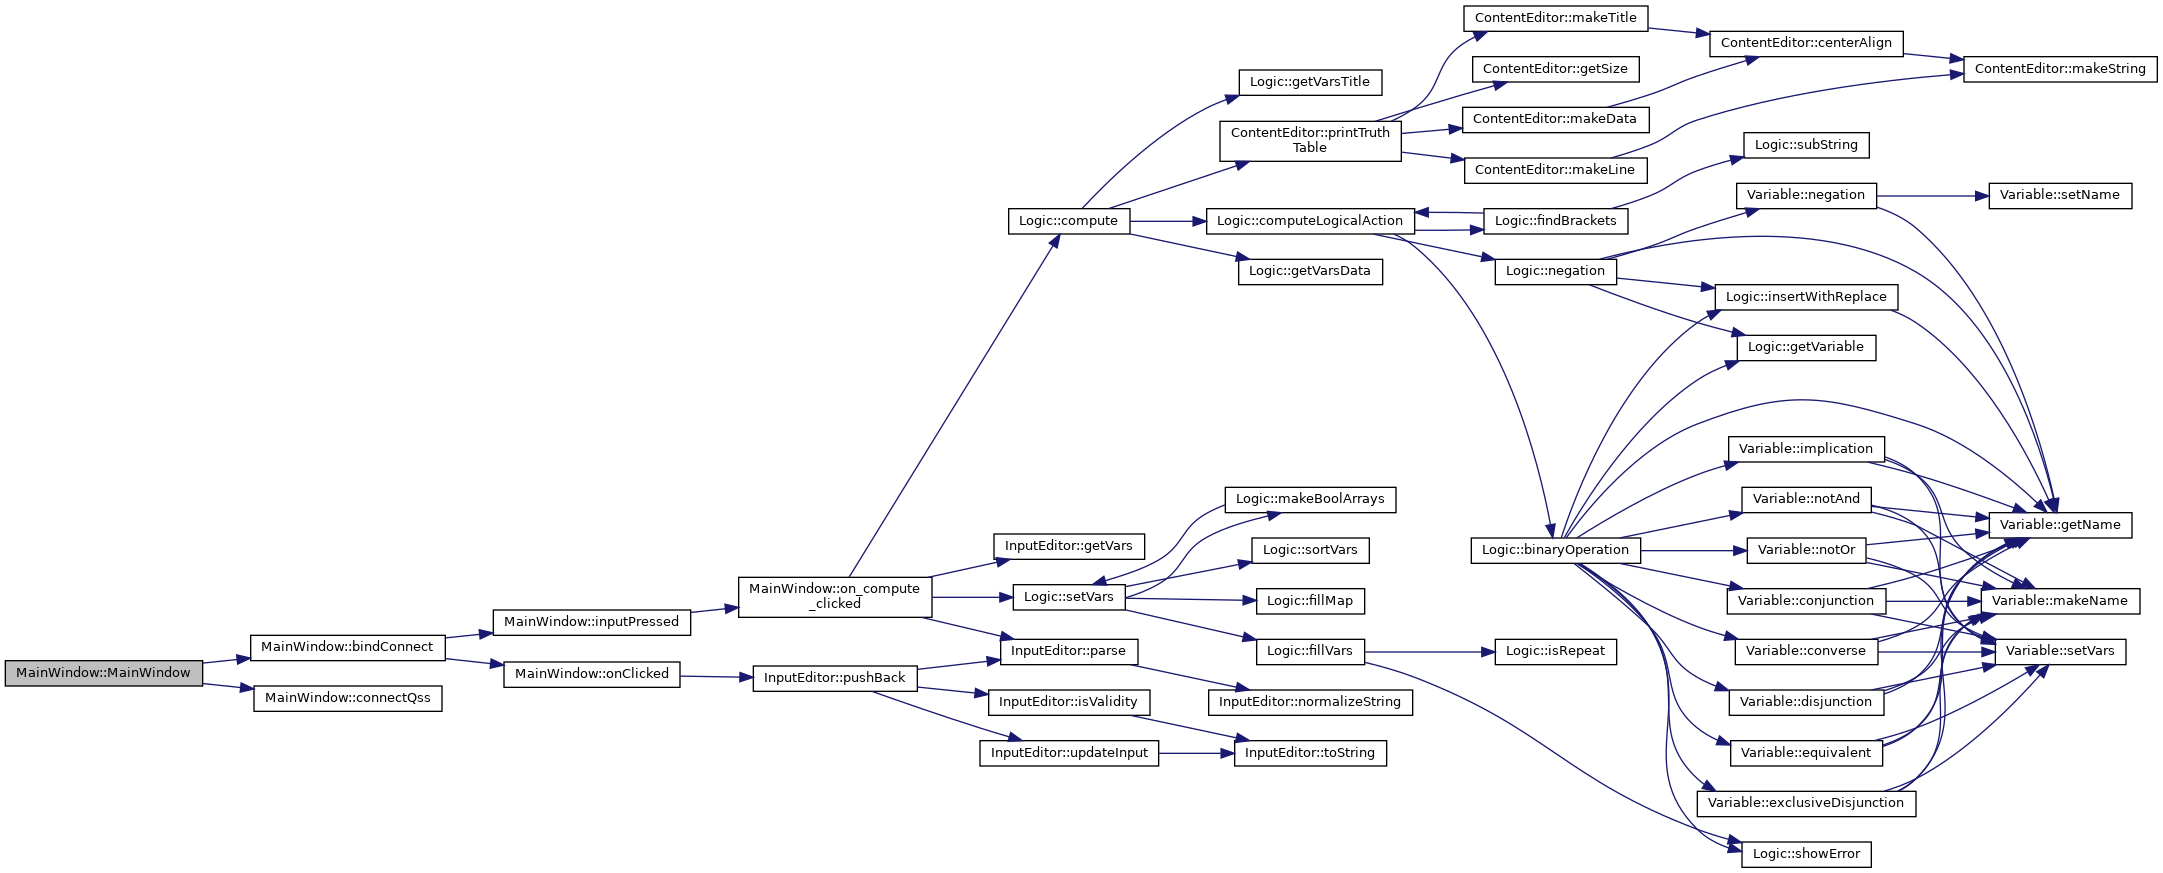 MainWindow::MainWindow
MainWindow::bindConnect
MainWindow::connectQss
MainWindow::inputPressed
MainWindow::onClicked
MainWindow::on_compute
_clicked
InputEditor::pushBack
Logic::compute
InputEditor::getVars
Logic::setVars
InputEditor::parse
InputEditor::isValidity
InputEditor::updateInput
Logic::getVarsTitle
ContentEditor::printTruth
Table
Logic::computeLogicalAction
Logic::getVarsData
Logic::makeBoolArrays
Logic::sortVars
Logic::fillMap
Logic::fillVars
InputEditor::normalizeString
InputEditor::toString
ContentEditor::makeTitle
ContentEditor::getSize
ContentEditor::makeData
ContentEditor::makeLine
Logic::findBrackets
Logic::negation
Logic::binaryOperation
Logic::isRepeat
ContentEditor::centerAlign
Logic::subString
Variable::negation
Logic::insertWithReplace
Logic::getVariable
Variable::implication
Variable::notAnd
Variable::notOr
Variable::conjunction
Variable::converse
Variable::disjunction
Variable::equivalent
Variable::exclusiveDisjunction
Logic::showError
ContentEditor::makeString
Variable::setName
Variable::getName
Variable::makeName
Variable::setVars